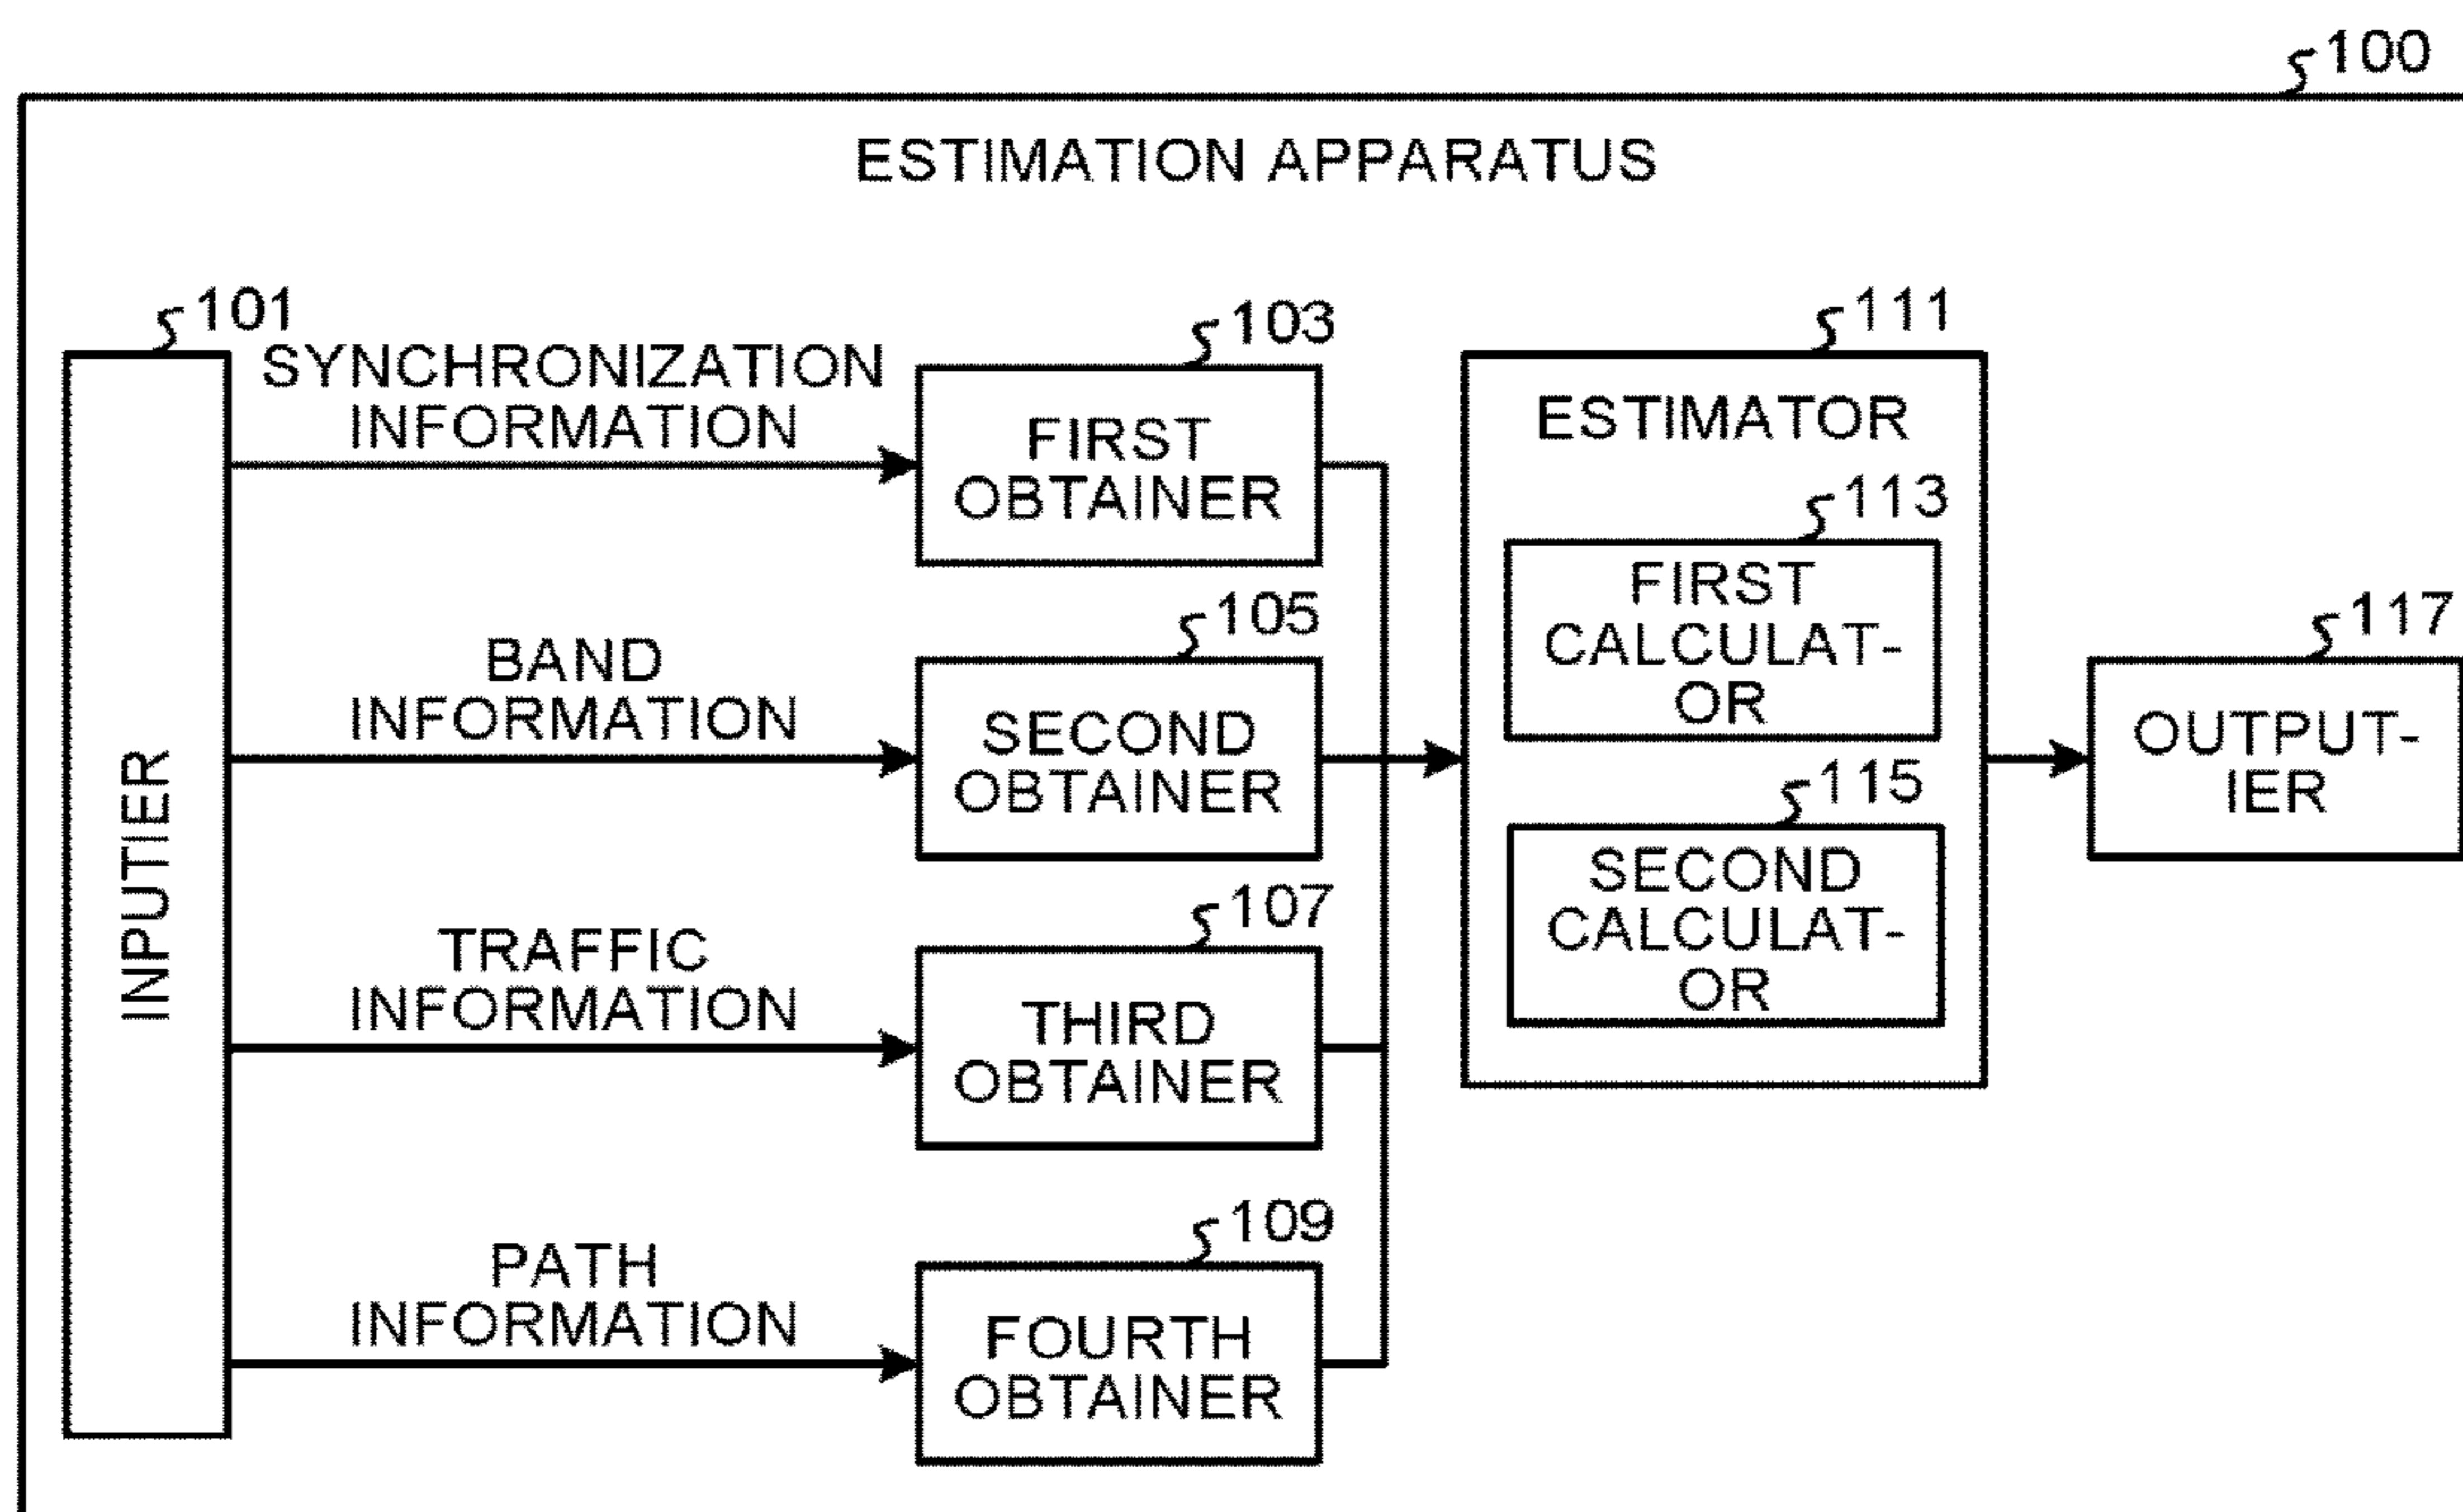 100
ESTIMATION APPARATUS
101
SYNCHRONIZATION
INFORMATION
103
FIRST
OBTAINER
111
ESTIMATOR
113
FIRST
CALCULAT-
OR
105
BAND
INFORMATION
SECOND
OBTAINER
117
OUTPUT-
IER
115
SECOND
CALCULAT-
OR
INPUTIER
107
TRAFFIC
INFORMATION
THIRD
OBTAINER
109
PATH
INFORMATION
FOURTH
OBTAINER